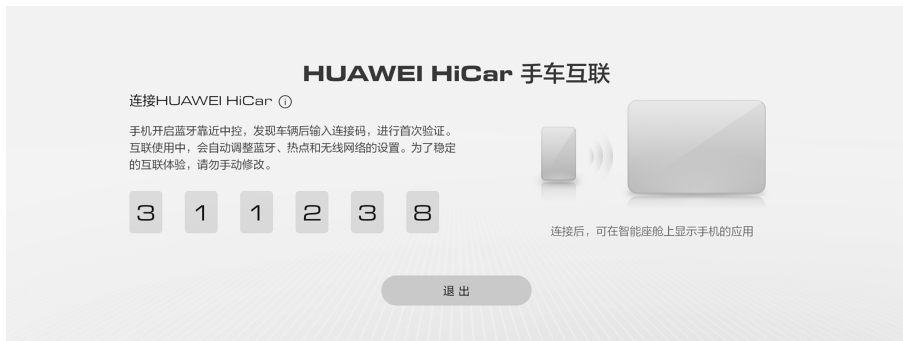 HUAWEI HiCar 手车互联
连接HUAWEI HiCar
手机开启蓝牙靠近中控，发现车辆后输入连接码，进行首次验证。
互联使用中，会自动调整蓝牙、热点和无线网络的设置。为了稳定
的互联体验，请勿手动修改。
3 1 1 2 3 8
连接后，可在智能座舱上显示手机的应用
退出